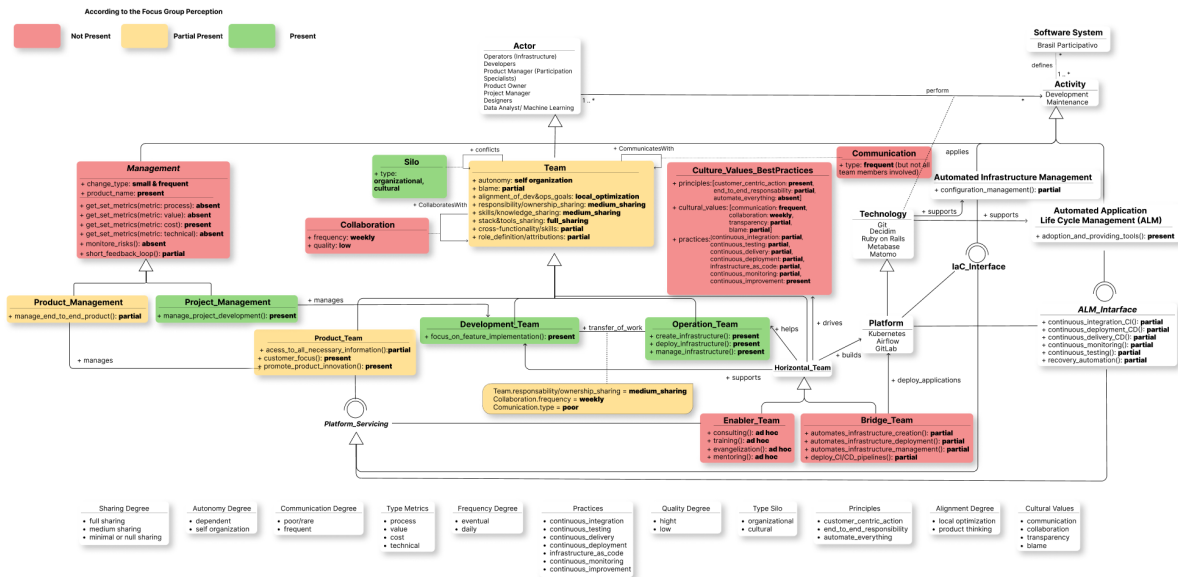 According to the Focus Group Perception
Not Present
Partial Present
Present
Software System
Brasil Participativo
*
defines
1 .. *
Activity
Development
Maintenance
Actor
Operators (Infrastructure)
Developers
Product Manager (Participation
Specialists)
Product Owner
Project Manager
Designers
Data Analyst/ Machine Learning
1 .. *
perform
*
Management
+ change_type: small & frequent
+ product_name: present
+ get_set_metrics(metric: process): absent
+ get_set_metrics(metric: value): absent
+ get_set_metrics(metric: cost): present
+ get_set_metrics(metric: technical): absent
+ monitore_risks(): absent
+ short_feedback_loop(): partial
Silo
+ type:
organizational,
cultural
+ conflicts
+ CommunicatesWith
Team
+ autonomy: self organization
+ blame: partial
+ alignment_of_dev&ops_goals: local_optimization
+ responsibility/ownership_sharing: medium_sharing
+ skills/knowledge_sharing: medium_sharing
+ stack&tools_sharing: full_sharing
+ cross-functionality/skills: partial
+ role_definition/attributions: partial
+ CollaboratesWith
Collaboration
+ frequency: weekly
+ quality: low
Communication
+ type: frequent (but not all
team members involved)
Culture_Values_BestPractices
+ principles:[customer_centric_action: present,
end_to_end_responsability: partial,
automate_everything: absent]
+ cultural_values: [communication: frequent,
collaboration: weekly,
transparency: partial,
blame: partial]
+ practices:[continuous_integration: partial,
continuous_testing: partial,
continuous_delivery: partial,
continuous_deployment: partial,
infrastructure_as_code: partial,
continuous_monitoring: partial,
continuous_improvement: present]
applies
Automated Infrastructure Management
+ configuration_management(): partial
Technology
Git
Decidim
Ruby on Rails
Metabase
Matomo
+ supports
+ supports
Automated Application
Life Cycle Management (ALM)
+ adoption_and_providing_tools(): present
IaC_Interface
ALM_Interface
+ continuous_integration_CI(): partial
+ continuous_deployment_CD(): partial
+ continuous_delivery_CD(): partial
+ continuous_monitoring(): partial
+ continuous_testing(): partial
+ recovery_automation(): partial
Product_Management
+ manage_end_to_end_product(): partial
Project_Management
+ manage_project_development(): present
+ manages
+ manages
Product_Team
+ acess_to_all_necessary_information():partial
+ customer_focus(): present
+ promote_product_innovation(): present
Development_Team
+ focus_on_feature_implementation(): present
+ transfer_of_work
Operation_Team
+ create_infrastructure(): present
+ deploy_infrastructure(): present
+ manage_infrastructure(): present
+ helps
+ drives
Platform
Kubernetes
Airflow
GitLab
+ builds
Horizontal_Team
+ supports
+ deploy_applications
Team.responsability/ownership_sharing = medium_sharing
Collaboration.frequency = weekly
Comunication.type = poor
Platform_Servicing
Enabler_Team
+ consulting(): ad hoc
+ training(): ad hoc
+ evangelization(): ad hoc
+ mentoring(): ad hoc
Bridge_Team
+ automates_infrastructure_creation(): partial
+ automates_infrastructure_deployment(): partial
+ automates_infrastructure_management(): partial
+ deploy_CI/CD_pipelines(): partial
Sharing Degree
• full sharing
• medium sharing
• minimal or null sharing
Autonomy Degree
• dependent
• self organization
Communication Degree
• poor/rare
• frequent
Type Metrics
• process
• value
• cost
• technical
Frequency Degree
• eventual
• daily
Practices
• continuous_integration
• continuous_testing
• continuous_delivery
• continuous_deployment
• infrastructure_as_code
• continuous_monitoring
• continuous_improvement
Quality Degree
• hight
• low
Type Silo
• organizational
• cultural
Principles
• customer_centric_action
• end_to_end_responsibility
• automate_everything
Alignment Degree
• local optimization
• product thinking
Cultural Values
• communication
• collaboration
• transparency
• blame